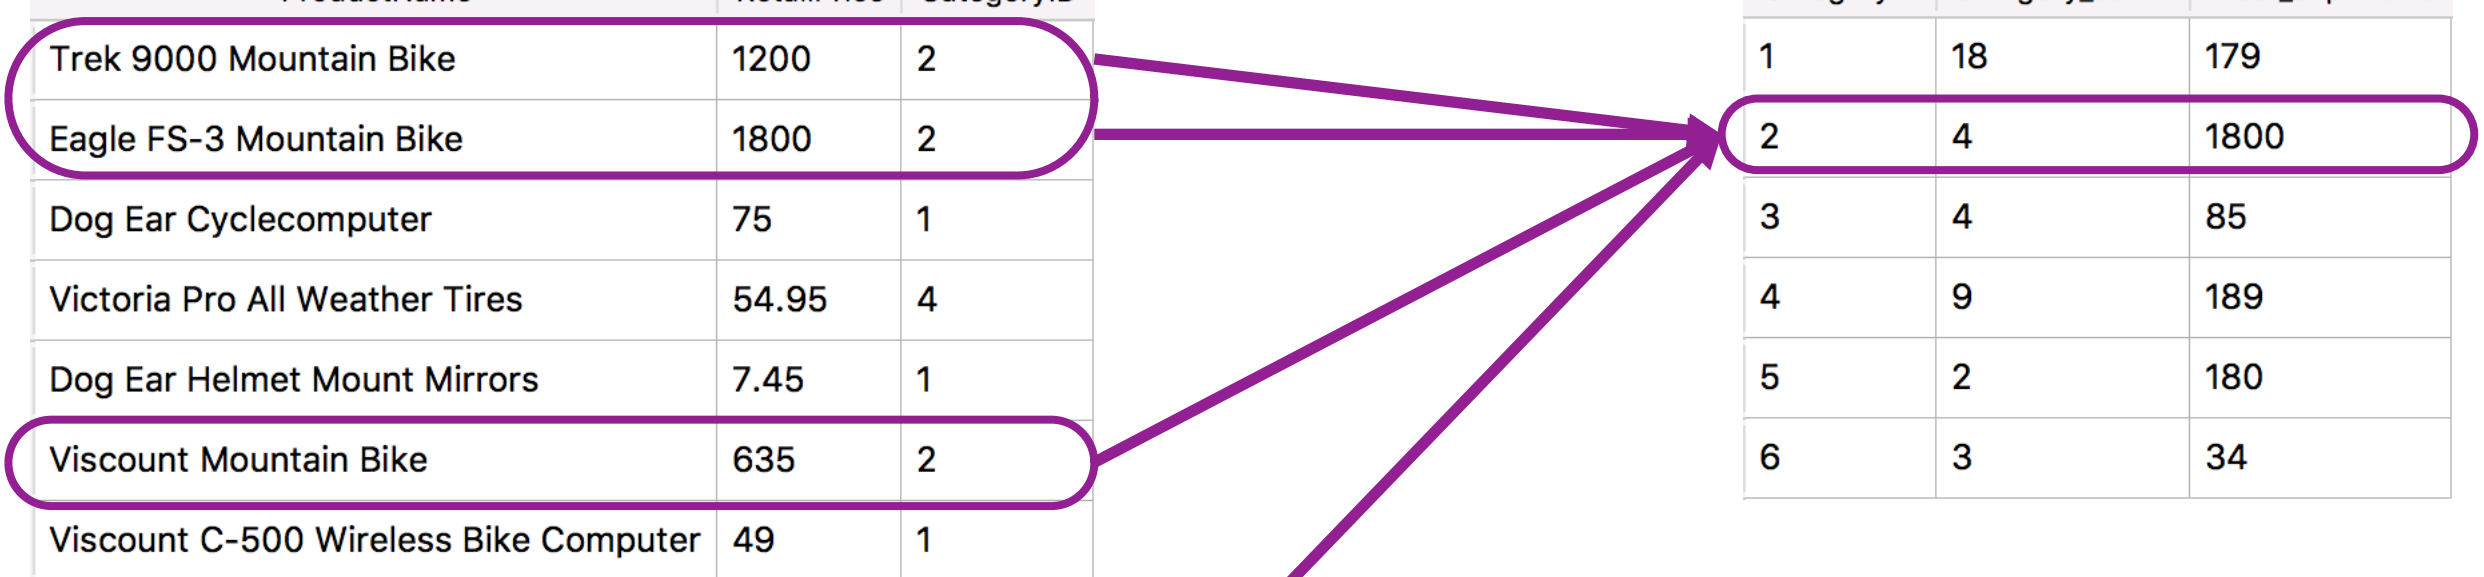 Trek 9000 Mountain Bike 1200 2
Eagle FS-3 Mountain Bike 1800 2
Dog Ear Cyclecomputer 75 1
Victoria Pro All Weather Tires 54.95 4
Dog Ear Helmet Mount Mirrors 7.45 1
Viscount Mountain Bike 635 2
Viscount C-500 Wireless Bike Computer 49 1
1 18 179
2 4 1800
3 4 85
4 9 189
5 2 180
6 3 34